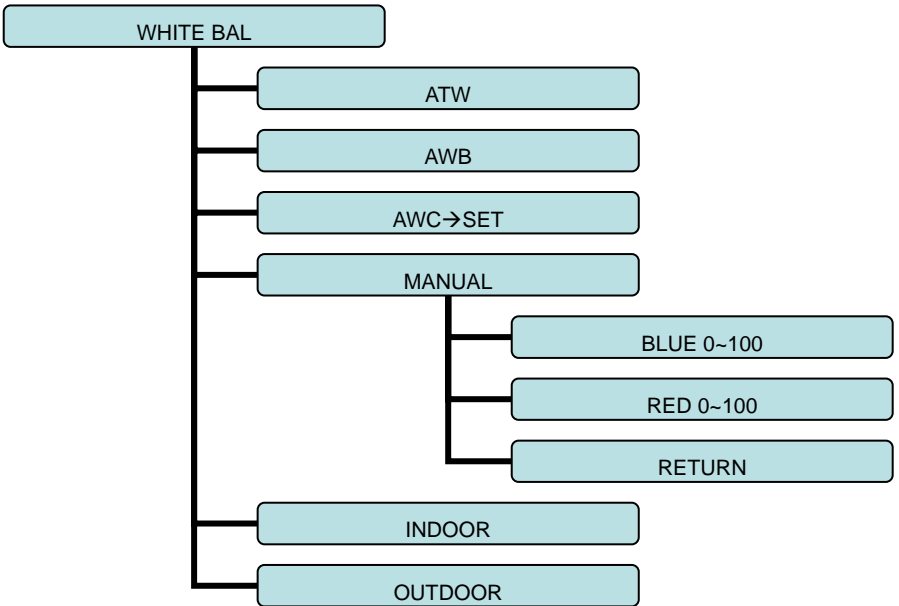 WHITE BAL
ATW
AWB
AWC→SET
MANUAL
BLUE 0~100
RED 0~100
RETURN
INDOOR
OUTDOOR